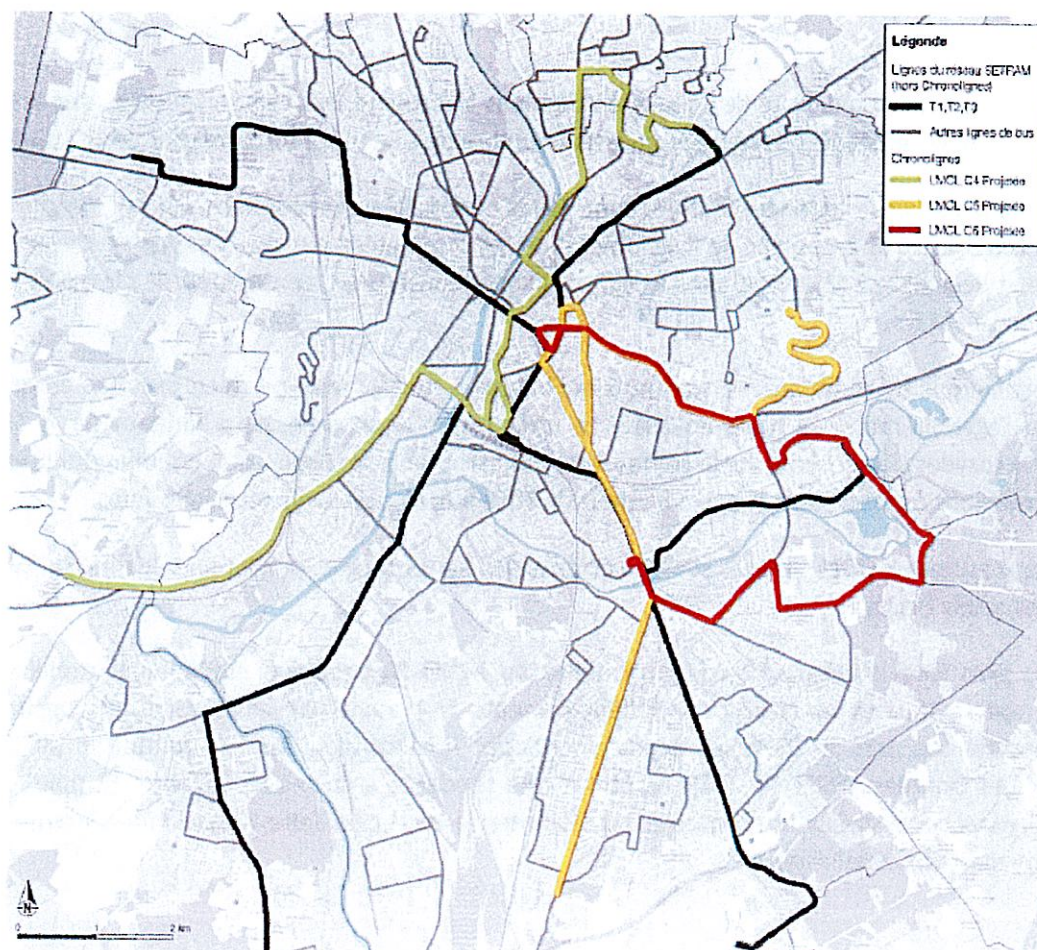 Légende
Lignes du réseau SETRAM
(hors Chronolignes)
T1,T2,T3
Autres lignes de bus
Chronolignes
LMCL C4 Projetée
LMCL C5 Projetée
LMCL C6 Projetée
N
0 1 2 km